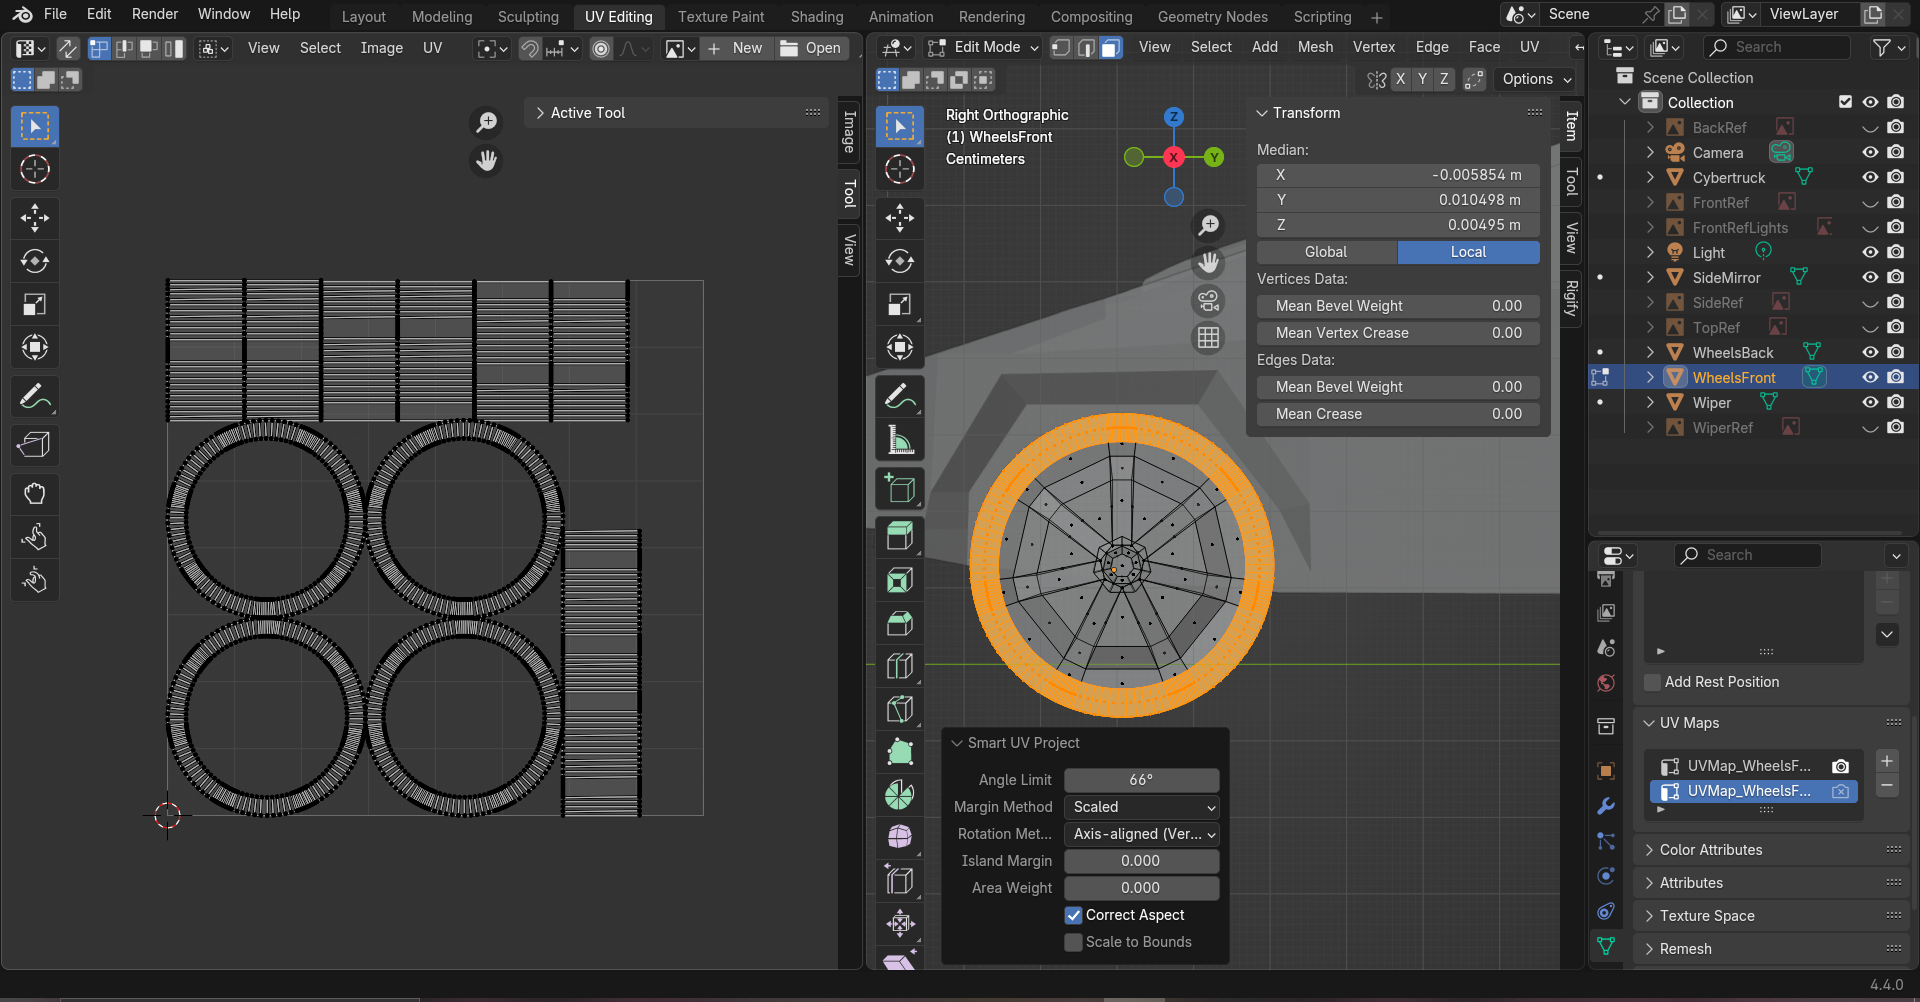 File Edit Render Window Help
Layout Modeling Sculpting UV Editing Texture Paint Shading Animation Rendering Compositing Geometry Nodes Scripting +
Scene
ViewLayer
View Select Image UV
New
Open
Edit Mode
View Select Add Mesh Vertex Edge Face UV
Search
X Y Z
Options
Active Tool
Image
Tool
View
Right Orthographic
(1) WheelsFront
Centimeters
Z
X
Y
Transform
Median:
X -0.005854 m
Y 0.010498 m
Z 0.00495 m
Global Local
Vertices Data:
Mean Bevel Weight 0.00
Mean Vertex Crease 0.00
Edges Data:
Mean Bevel Weight 0.00
Mean Crease 0.00
Item
Tool
View
Rigify
Smart UV Project
Angle Limit 66°
Margin Method Scaled
Rotation Met... Axis-aligned (Ver...
Island Margin 0.000
Area Weight 0.000
Correct Aspect
Scale to Bounds
Scene Collection
Collection
BackRef
Camera
Cybertruck
FrontRef
FrontRefLights
Light
SideMirror
SideRef
TopRef
WheelsBack
WheelsFront
Wiper
WiperRef
Search
Add Rest Position
UV Maps
UVMap_WheelsF...
UVMap_WheelsF...
Color Attributes
Attributes
Texture Space
Remesh
4.4.0